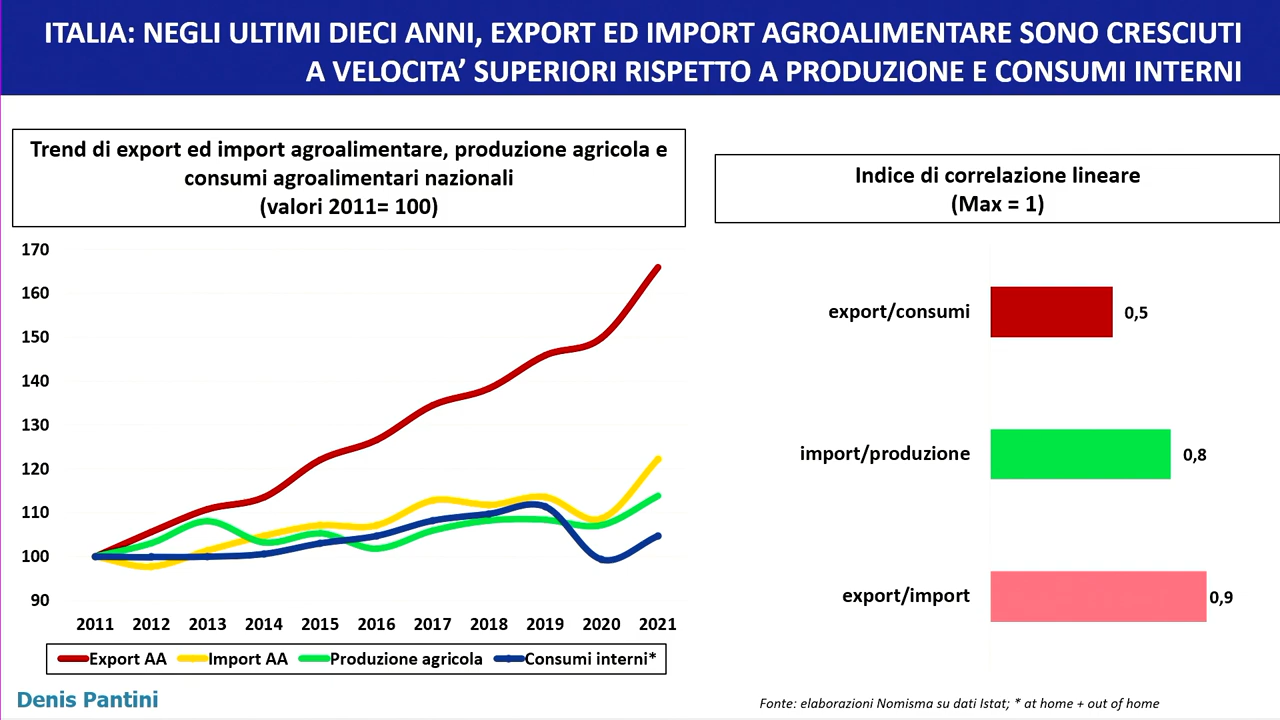 ITALIA: NEGLI ULTIMI DIECI ANNI, EXPORT ED IMPORT AGROALIMENTARE SONO CRESCIUTI
A VELOCITA’ SUPERIORI RISPETTO A PRODUZIONE E CONSUMI INTERNI
Trend di export ed import agroalimentare, produzione agricola e
consumi agroalimentari nazionali
(valori 2011= 100)
170
160
150
140
130
120
110
100
90
2011 2012 2013 2014 2015 2016 2017 2018 2019 2020 2021
Export AA Import AA Produzione agricola Consumi interni*
Indice di correlazione lineare
(Max = 1)
export/consumi 0,5
import/produzione 0,8
export/import 0,9
Denis Pantini
Fonte: elaborazioni Nomisma su dati Istat; * at home + out of home